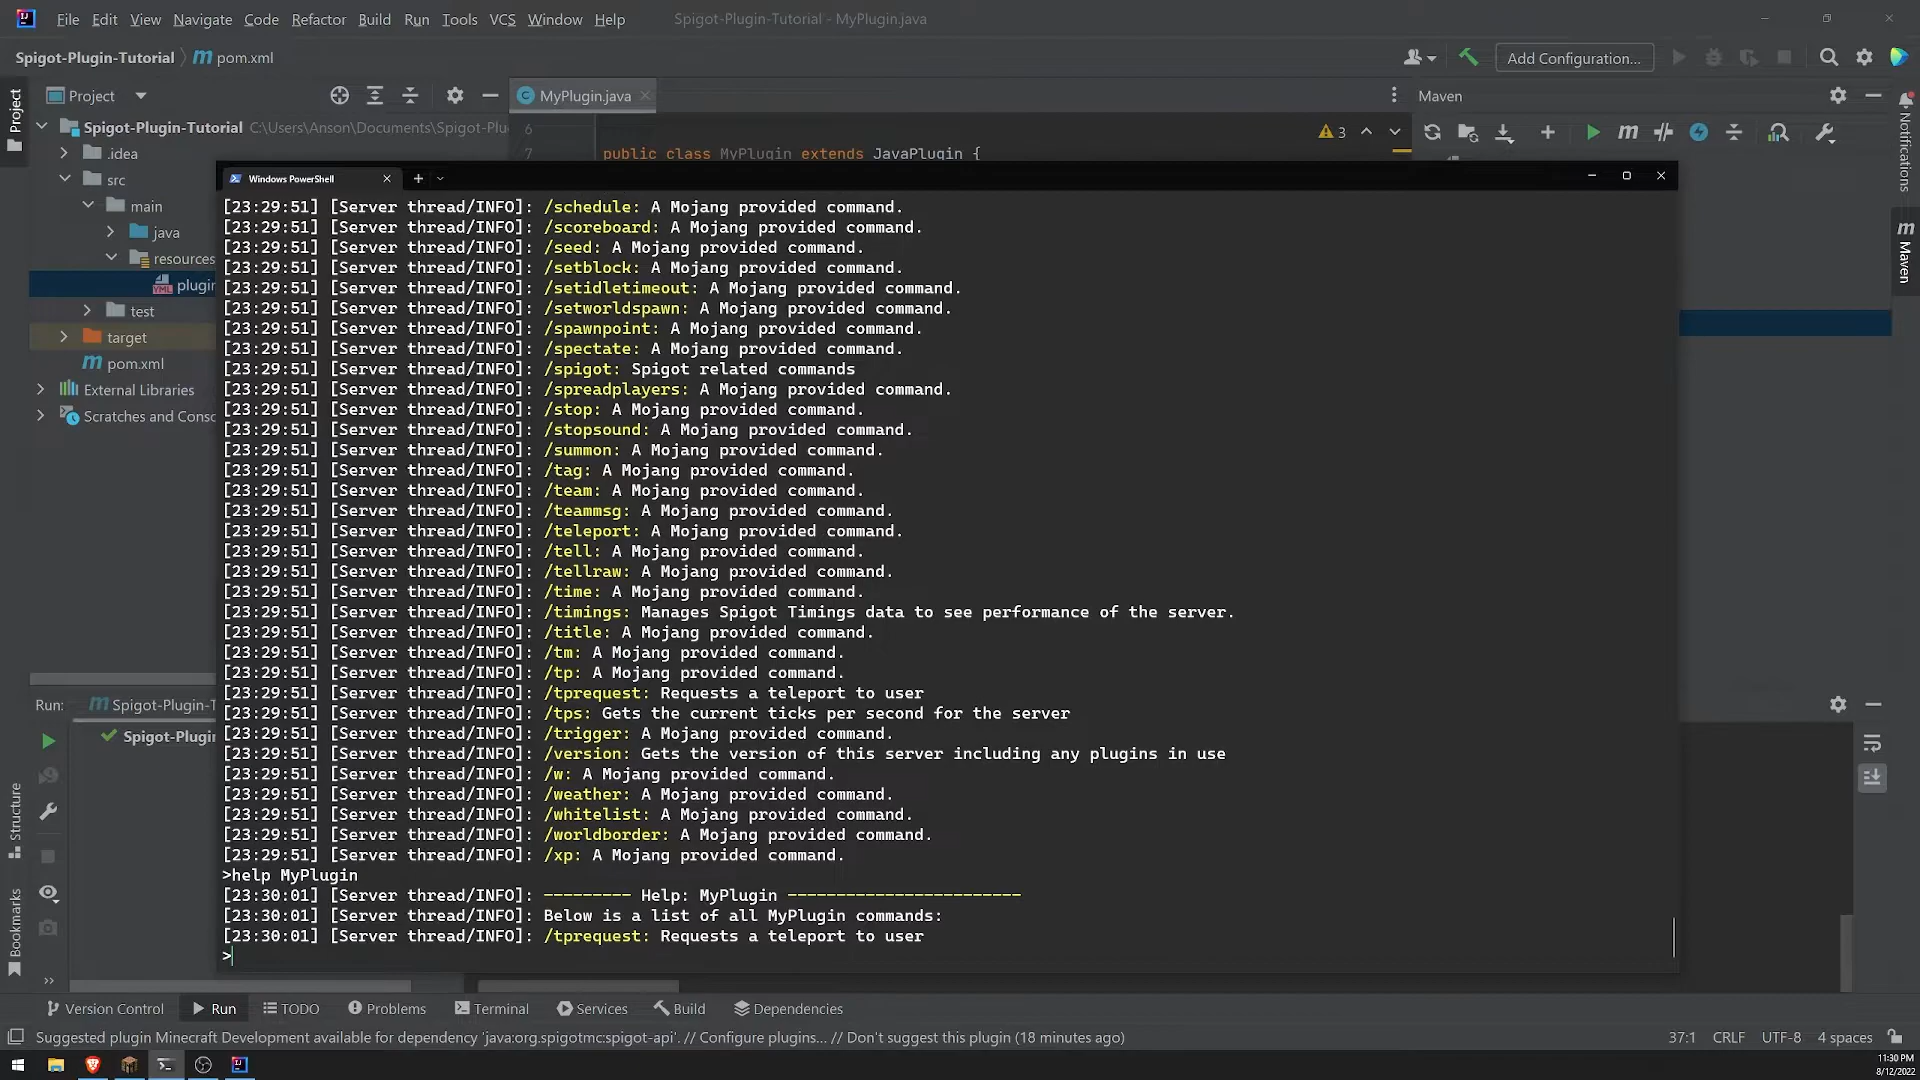 File Edit View Navigate Code Refactor Build Run Tools VCS Window Help Spigot-Plugin-Tutorial - MyPlugin.java
Spigot-Plugin-Tutorial pom.xml Add Configuration...
Project MyPlugin.java Maven
Spigot-Plugin-Tutorial C:\Users\Anson\Documents\Spigot-Plu 6
.idea 7 public class MyPlugin extends JavaPlugin { 3
src
main
java
resources
plugin
test
target
pom.xml
External Libraries
Scratches and Conso
Project
Structure
Bookmarks
Notifications
Maven
Windows PowerShell
[23:29:51] [Server thread/INFO]: /schedule: A Mojang provided command.
[23:29:51] [Server thread/INFO]: /scoreboard: A Mojang provided command.
[23:29:51] [Server thread/INFO]: /seed: A Mojang provided command.
[23:29:51] [Server thread/INFO]: /setblock: A Mojang provided command.
[23:29:51] [Server thread/INFO]: /setidletimeout: A Mojang provided command.
[23:29:51] [Server thread/INFO]: /setworldspawn: A Mojang provided command.
[23:29:51] [Server thread/INFO]: /spawnpoint: A Mojang provided command.
[23:29:51] [Server thread/INFO]: /spectate: A Mojang provided command.
[23:29:51] [Server thread/INFO]: /spigot: Spigot related commands
[23:29:51] [Server thread/INFO]: /spreadplayers: A Mojang provided command.
[23:29:51] [Server thread/INFO]: /stop: A Mojang provided command.
[23:29:51] [Server thread/INFO]: /stopsound: A Mojang provided command.
[23:29:51] [Server thread/INFO]: /summon: A Mojang provided command.
[23:29:51] [Server thread/INFO]: /tag: A Mojang provided command.
[23:29:51] [Server thread/INFO]: /team: A Mojang provided command.
[23:29:51] [Server thread/INFO]: /teammsg: A Mojang provided command.
[23:29:51] [Server thread/INFO]: /teleport: A Mojang provided command.
[23:29:51] [Server thread/INFO]: /tell: A Mojang provided command.
[23:29:51] [Server thread/INFO]: /tellraw: A Mojang provided command.
[23:29:51] [Server thread/INFO]: /time: A Mojang provided command.
[23:29:51] [Server thread/INFO]: /timings: Manages Spigot Timings data to see performance of the server.
[23:29:51] [Server thread/INFO]: /title: A Mojang provided command.
[23:29:51] [Server thread/INFO]: /tm: A Mojang provided command.
[23:29:51] [Server thread/INFO]: /tp: A Mojang provided command.
[23:29:51] [Server thread/INFO]: /tprequest: Requests a teleport to user
[23:29:51] [Server thread/INFO]: /tps: Gets the current ticks per second for the server
[23:29:51] [Server thread/INFO]: /trigger: A Mojang provided command.
[23:29:51] [Server thread/INFO]: /version: Gets the version of this server including any plugins in use
[23:29:51] [Server thread/INFO]: /w: A Mojang provided command.
[23:29:51] [Server thread/INFO]: /weather: A Mojang provided command.
[23:29:51] [Server thread/INFO]: /whitelist: A Mojang provided command.
[23:29:51] [Server thread/INFO]: /worldborder: A Mojang provided command.
[23:29:51] [Server thread/INFO]: /xp: A Mojang provided command.
>help MyPlugin
[23:30:01] [Server thread/INFO]: --------- Help: MyPlugin ------------------------
[23:30:01] [Server thread/INFO]: Below is a list of all MyPlugin commands:
[23:30:01] [Server thread/INFO]: /tprequest: Requests a teleport to user
>
Run: Spigot-Plugin-T
Spigot-Plugin
Version Control Run TODO Problems Terminal Services Build Dependencies
Suggested plugin Minecraft Development available for dependency 'java:org.spigotmc:spigot-api'. // Configure plugins... // Don't suggest this plugin (18 minutes ago) 37:1 CRLF UTF-8 4 spaces
11:30 PM
8/12/2022